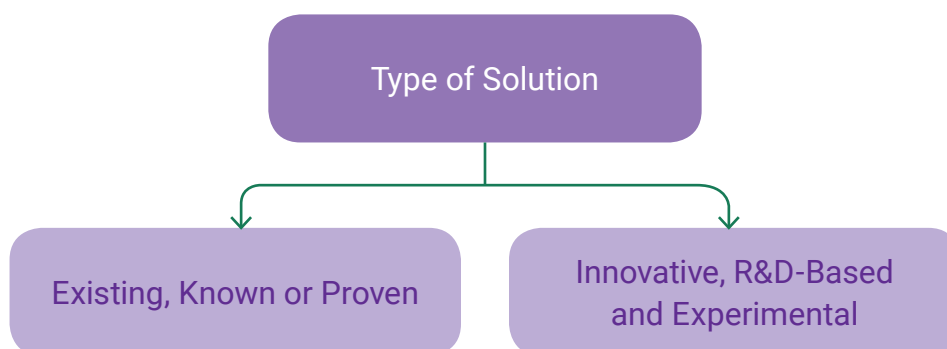 Type of Solution
Existing, Known or Proven
Innovative, R&D-Based
and Experimental